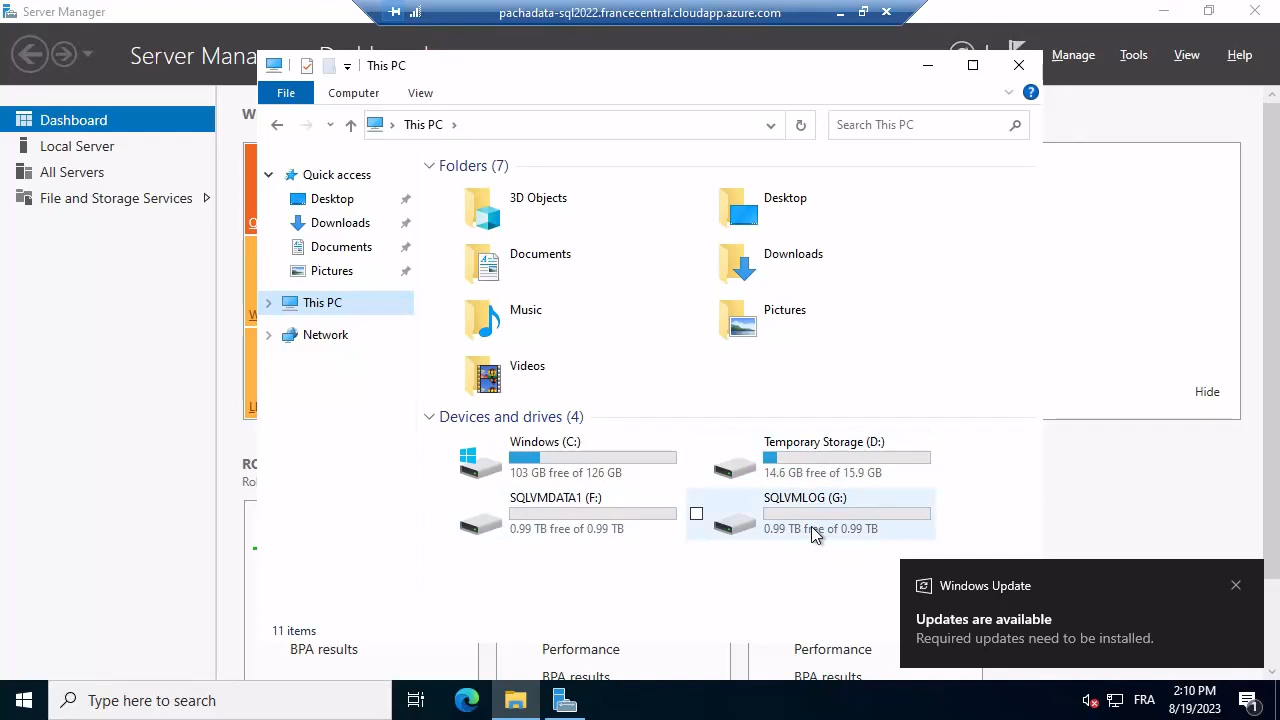 Server Manager
pachadata-sql2022.francecentral.cloudapp.azure.com
Manage
Tools
View
Help
This PC
File
Computer
View
This PC
Search This PC
Dashboard
Local Server
All Servers
File and Storage Services
Quick access
Desktop
Downloads
Documents
Pictures
This PC
Network
Folders (7)
3D Objects
Desktop
Documents
Downloads
Music
Pictures
Videos
Devices and drives (4)
Windows (C:)
103 GB free of 126 GB
Temporary Storage (D:)
14.6 GB free of 15.9 GB
SQLVMDATA1 (F:)
0.99 TB free of 0.99 TB
SQLVMLOG (G:)
0.99 TB free of 0.99 TB
11 items
Hide
Windows Update
Updates are available
Required updates need to be installed.
BPA results
Performance
BPA results
Performance
BPA results
Type here to search
FRA
2:10 PM
8/19/2023
1